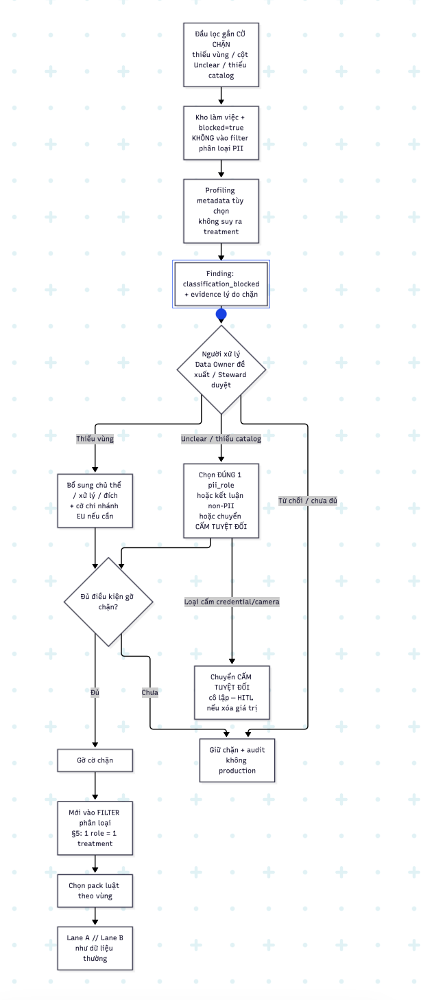 Đầu lọc gắn CỜ
CHẶN
thiếu vùng / cột
Unclear / thiếu
catalog
Kho làm việc +
blocked=true
KHÔNG vào filter
phân loại PII
Profiling
metadata tùy
chọn
không suy ra
treatment
Finding:
classification_blocked
+ evidence lý do chặn
Người xử lý
Data Owner đề
xuất / Steward
duyệt
Thiếu vùng
Unclear / thiếu catalog
Từ chối / chưa đủ
Bổ sung chủ thể
/ xử lý / đích
+ cờ chi nhánh
EU nếu cần
Chọn ĐÚNG 1
pii_role
hoặc kết luận
non-PII
hoặc chuyển
CẤM TUYỆT ĐỐI
Đủ điều kiện gỡ
chặn?
Loại cấm credential/camera
Đủ
Chưa
Chuyển CẤM
TUYỆT ĐỐI
cô lập — HITL
nếu xóa giá trị
Giữ chặn + audit
không
production
Gỡ cờ chặn
Mới vào FILTER
phân loại
§5: 1 role = 1
treatment
Chọn pack luật
theo vùng
Lane A // Lane B
như dữ liệu
thường